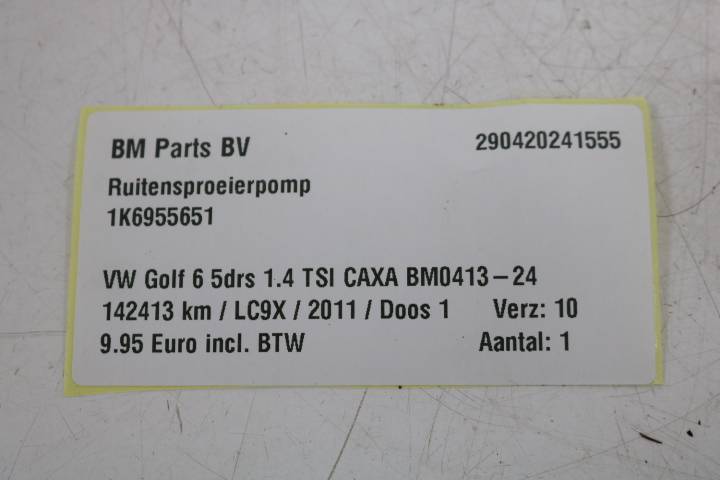 BM Parts BV 290420241555
Ruitensproeierpomp
1K6955651
VW Golf 6 5drs 1.4 TSI CAXA BM0413-24
142413 km / LC9X / 2011 / Doos 1 Verz: 10
9.95 Euro incl. BTW Aantal: 1